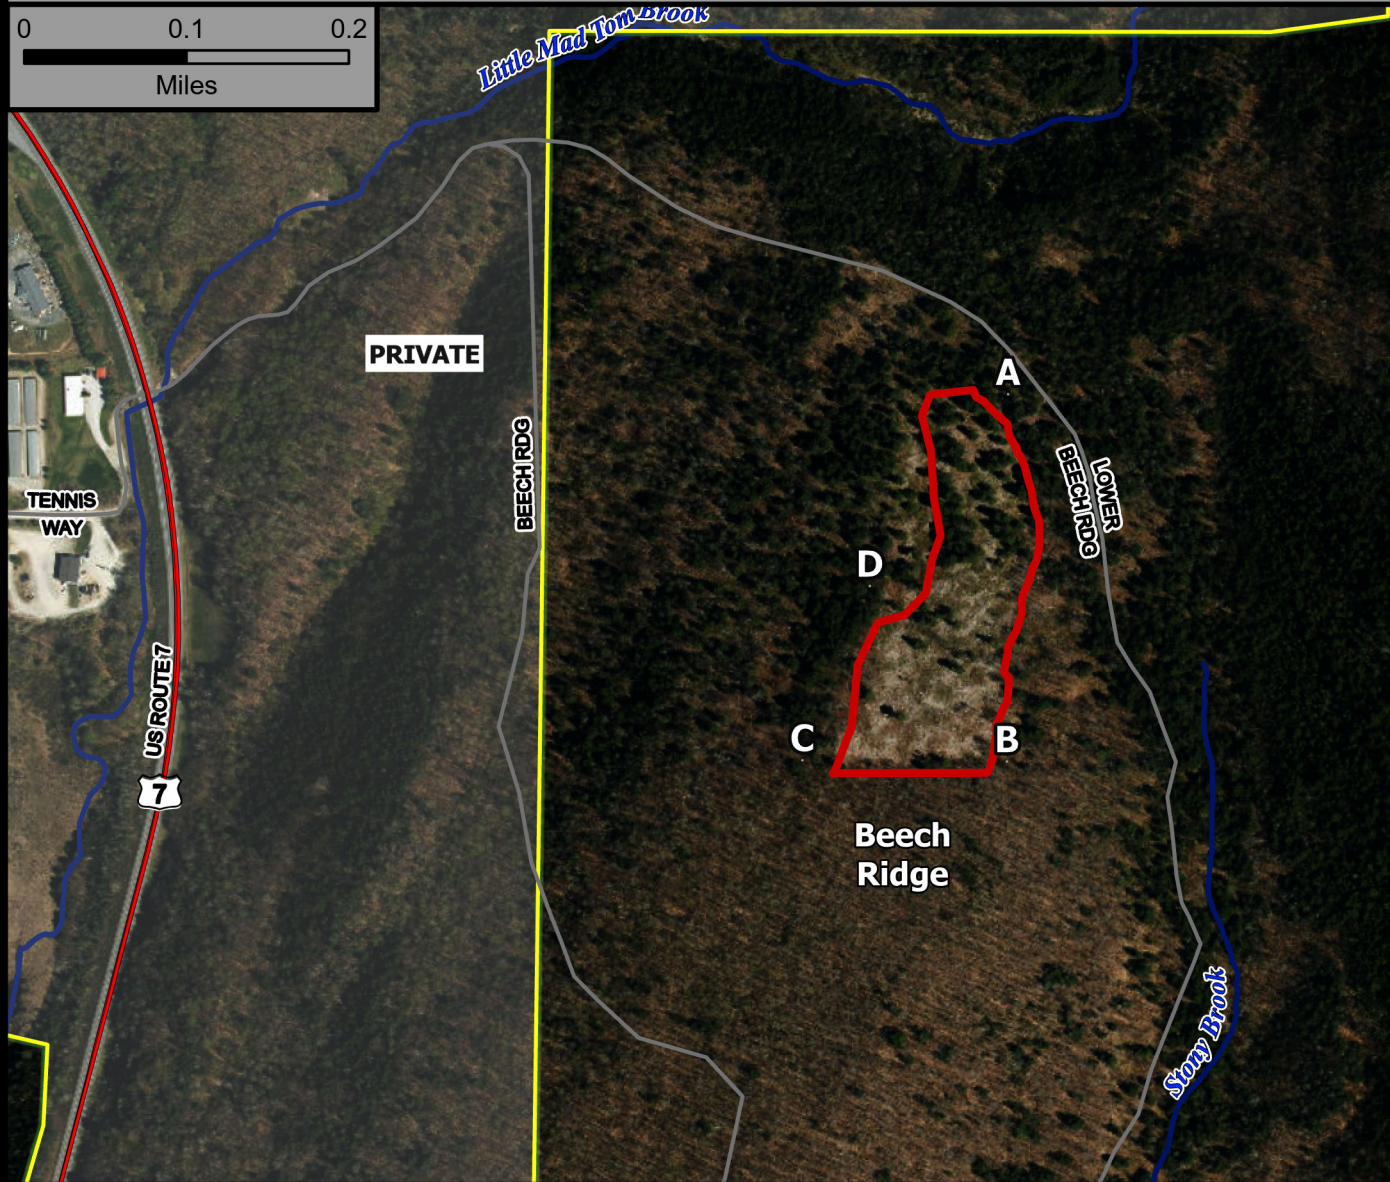 0 0.1 0.2
Miles
Little Mad Tom Brook
PRIVATE
A
BEECH RDG
LOWER
BEECH RDG
TENNIS
WAY
D
US ROUTE 7
7
C
B
Beech
Ridge
Stony Brook